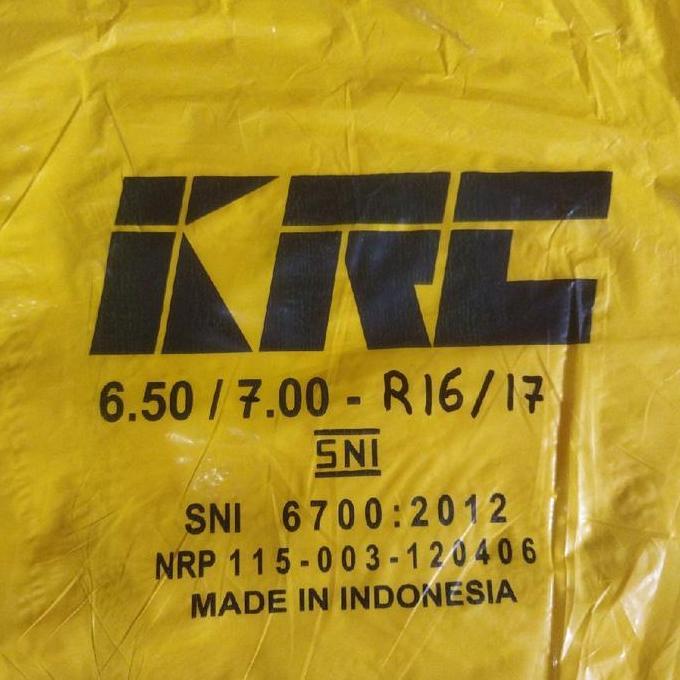 KRC
6.50 / 7.00 - R16/17
SNI
SNI 6700:2012
NRP 115-003-120406
MADE IN INDONESIA